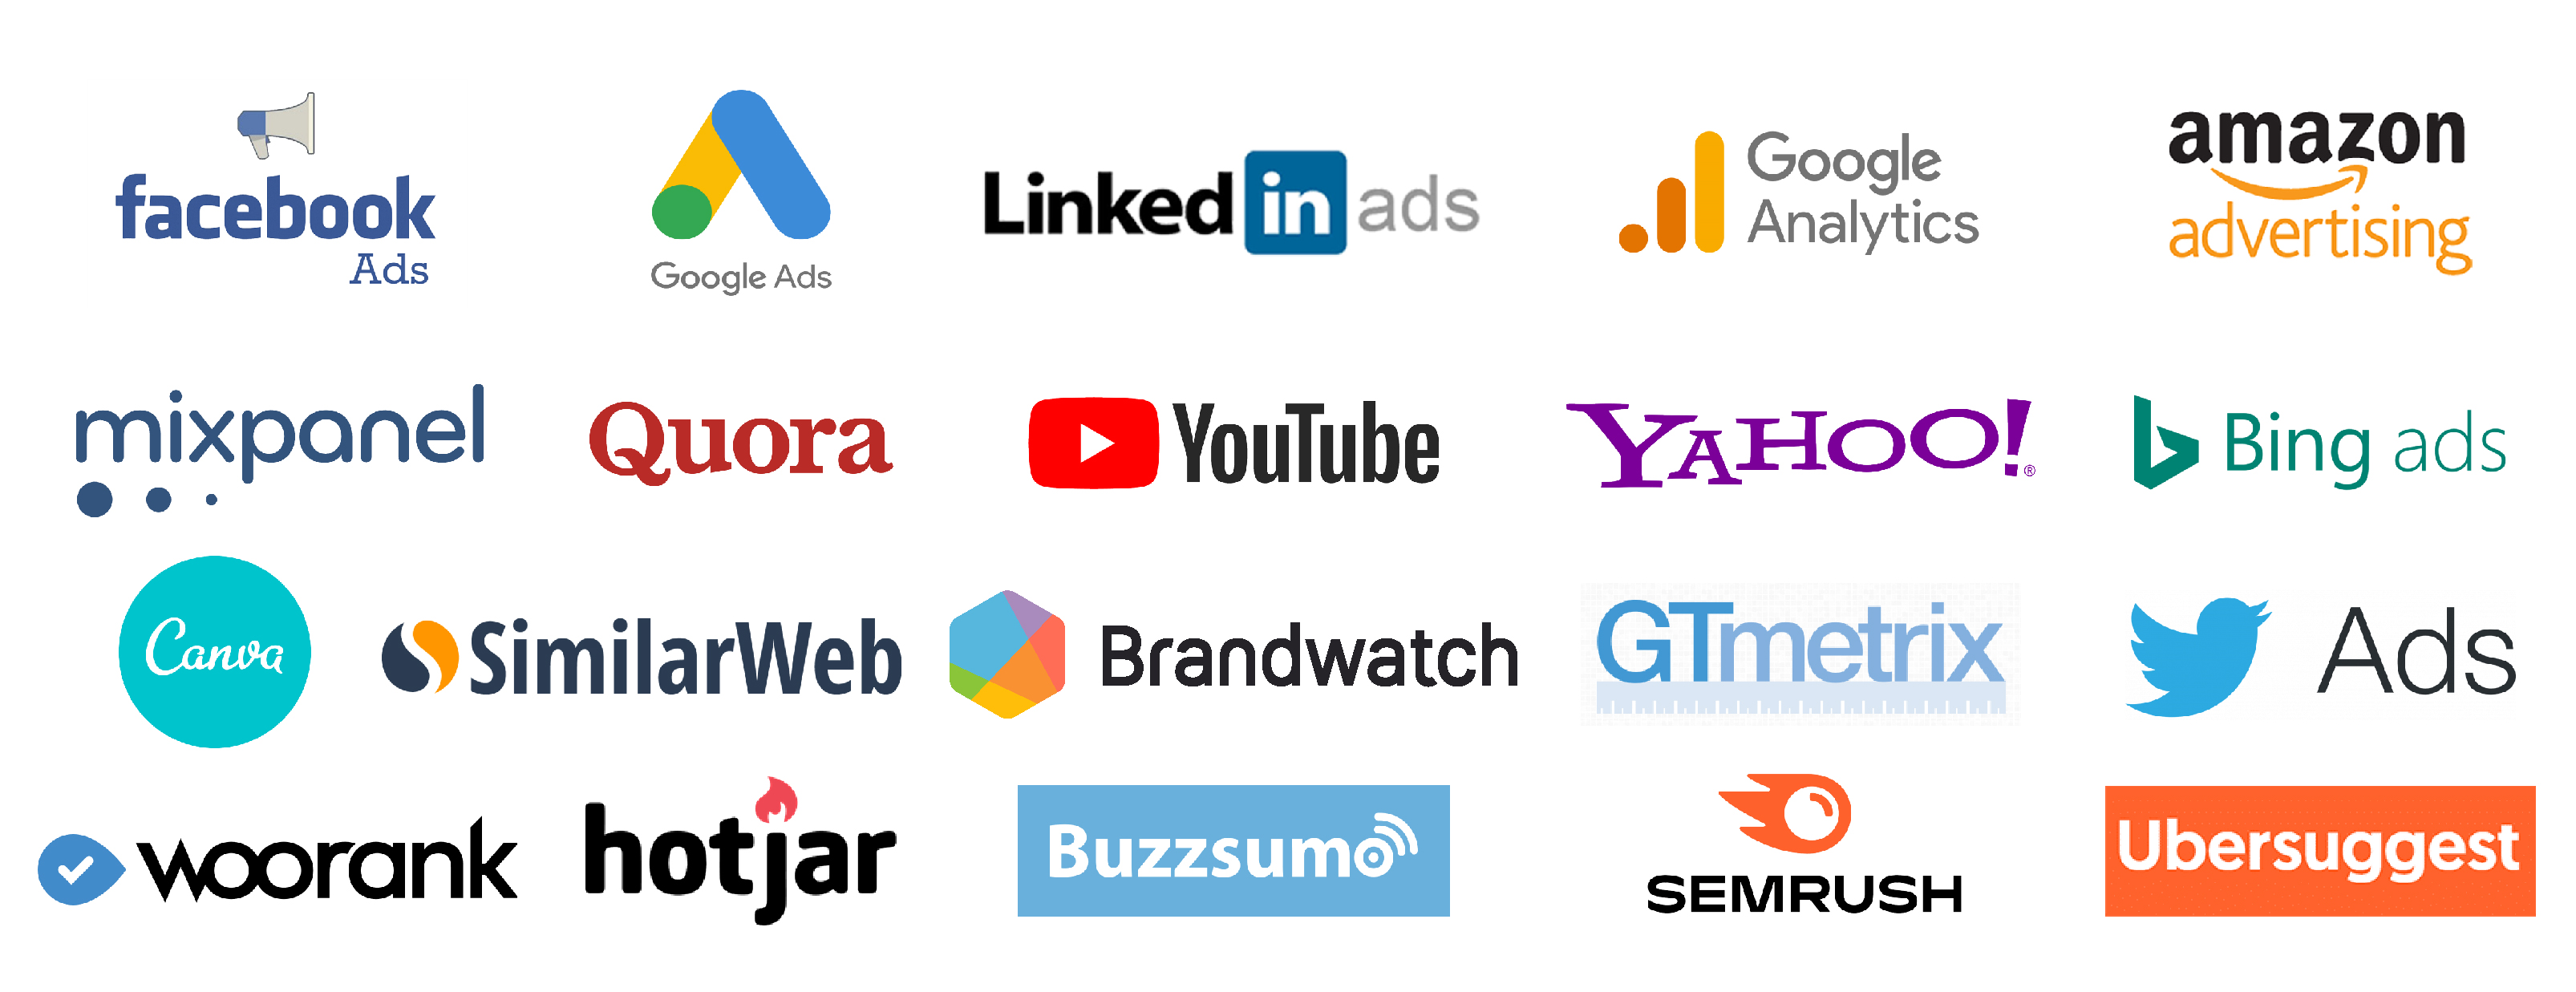 facebook
Ads
Google Ads
Linked in ads
Google
Analytics
amazon
advertising
mixpanel
Quora
YouTube
YAHOO!®
Bing ads
Canva
SimilarWeb
Brandwatch
GTmetrix
Ads
woorank
hotjar
Buzzsumo
SEMRUSH
Ubersuggest